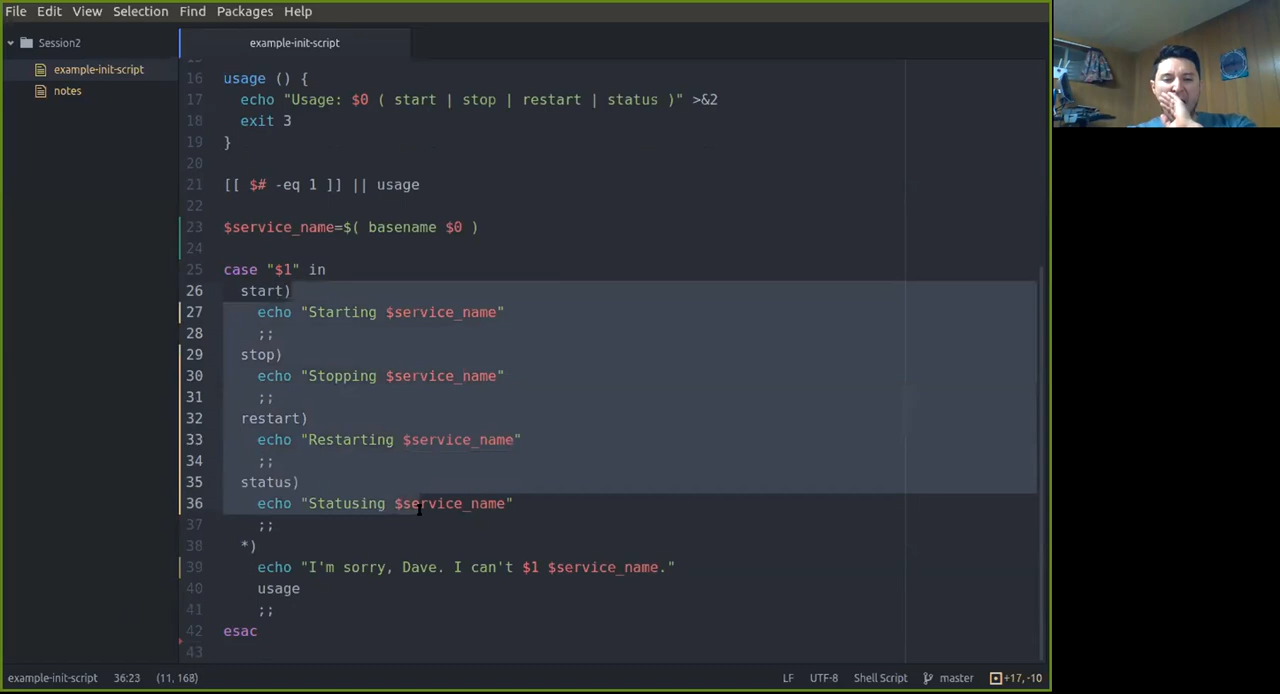 File Edit View Selection Find Packages Help
Session2
example-init-script
notes
example-init-script
16 usage () {
17 echo "Usage: $0 ( start | stop | restart | status )" >&2
18 exit 3
19 }
20
21 [[ $# -eq 1 ]] || usage
22
23 $service_name=$( basename $0 )
24
25 case "$1" in
26 start)
27 echo "Starting $service_name"
28 ;;
29 stop)
30 echo "Stopping $service_name"
31 ;;
32 restart)
33 echo "Restarting $service_name"
34 ;;
35 status)
36 echo "Statusing $service_name"
37 ;;
38 *)
39 echo "I'm sorry, Dave. I can't $1 $service_name."
40 usage
41 ;;
42 esac
43
example-init-script 36:23 (11, 168) LF UTF-8 Shell Script master +17, -10